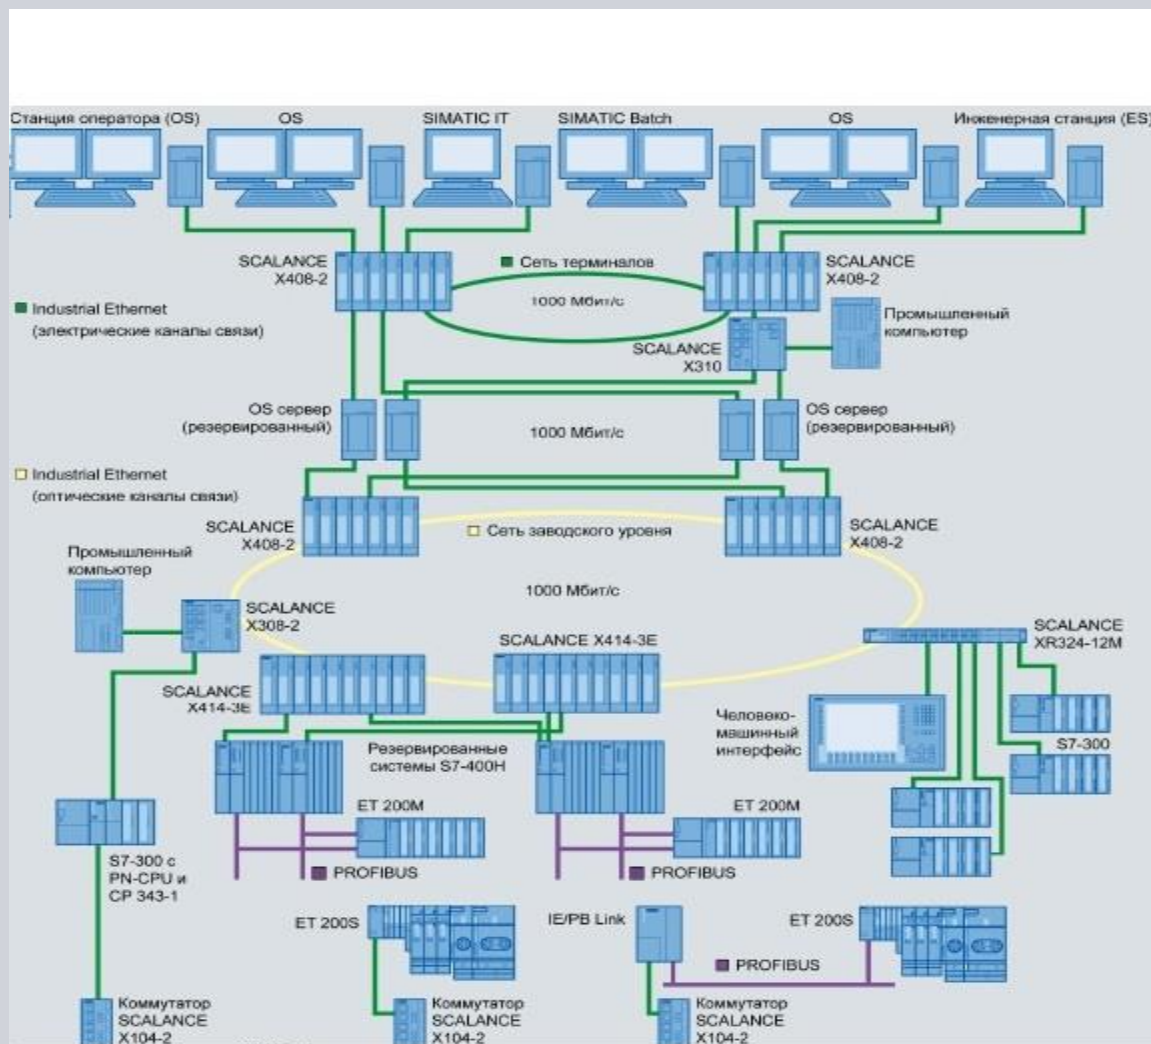 Станция оператора (OS)
OS
SIMATIC IT
SIMATIC Batch
OS
Инженерная станция (ES)
SCALANCE
X408-2
Сеть терминалов
SCALANCE
X408-2
1000 Мбит/с
Industrial Ethernet
(электрические каналы связи)
Промышленный
компьютер
SCALANCE
X310
OS сервер
(резервированный)
1000 Мбит/с
OS сервер
(резервированный)
Industrial Ethernet
(оптические каналы связи)
SCALANCE
X408-2
Сеть заводского уровня
SCALANCE
X408-2
Промышленный
компьютер
1000 Мбит/с
SCALANCE
X308-2
SCALANCE X414-3E
SCALANCE
XR324-12M
SCALANCE
X414-3E
Человеко-
машинный
интерфейс
Резервированные
системы S7-400H
S7-300
ET 200M
ET 200M
S7-300 с
PN-CPU и
CP 343-1
PROFIBUS
PROFIBUS
ET 200S
IE/PB Link
ET 200S
PROFIBUS
Коммутатор
SCALANCE
X104-2
Коммутатор
SCALANCE
X104-2
Коммутатор
SCALANCE
X104-2